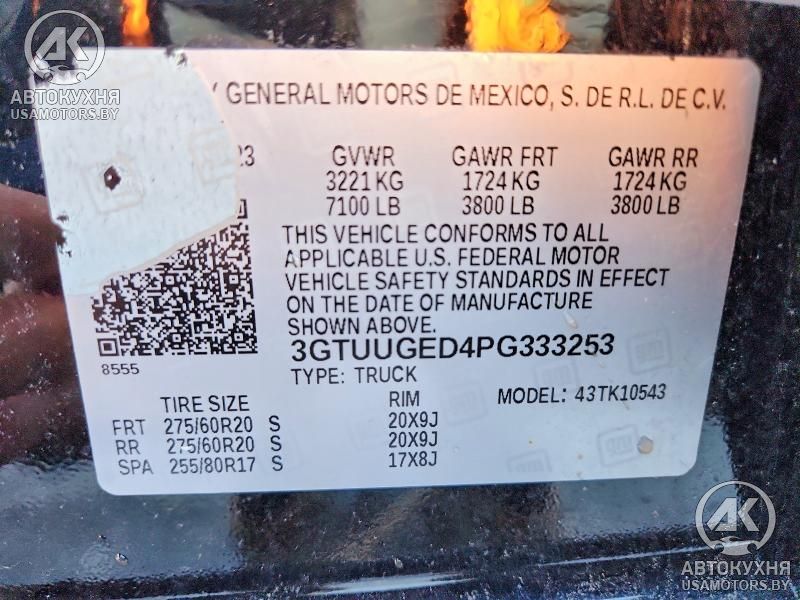 AK
АВТОКУХНЯ
USAMOTORS.BY
Y GENERAL MOTORS DE MEXICO, S. DE R.L. DE C.V.
23 GVWR GAWR FRT GAWR RR
3221 KG 1724 KG 1724 KG
7100 LB 3800 LB 3800 LB
THIS VEHICLE CONFORMS TO ALL
APPLICABLE U.S. FEDERAL MOTOR
VEHICLE SAFETY STANDARDS IN EFFECT
ON THE DATE OF MANUFACTURE
SHOWN ABOVE.
8555
3GTUUGED4PG333253
TYPE: TRUCK
MODEL: 43TK10543
TIRE SIZE RIM
FRT 275/60R20 S 20X9J
RR 275/60R20 S 20X9J
SPA 255/80R17 S 17X8J
AK
АВТОКУХНЯ
USAMOTORS.BY